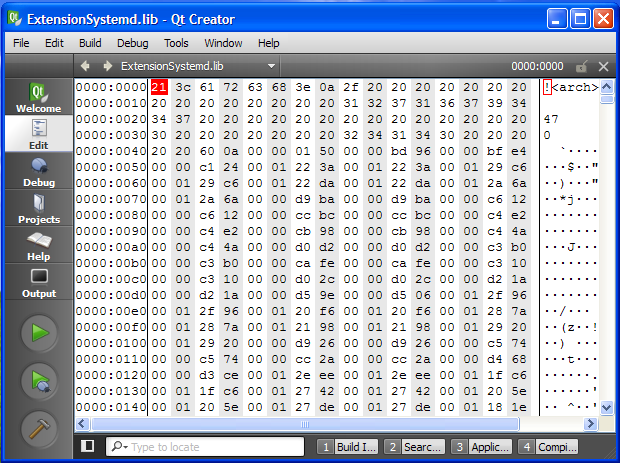 ExtensionSystemd.lib - Qt Creator
File Edit Build Debug Tools Window Help
ExtensionSystemd.lib 0000:0000
Qt
Welcome
Edit
Debug
Projects
Help
Output
0000:0000 21 3c 61 72 63 68 3e 0a 2f 20 20 20 20 20 20 20 !<arch>
0000:0010 20 20 20 20 20 20 20 20 31 32 37 31 36 37 39 34
0000:0020 34 37 20 20 20 20 20 20 20 20 20 20 20 20 20 20 47
0000:0030 30 20 20 20 20 20 20 20 32 34 31 34 30 20 20 20 0
0000:0040 20 20 60 0a 00 00 01 50 00 00 bd 96 00 00 bf e4 `·····
0000:0050 00 00 c1 24 00 01 22 3a 00 01 22 3a 00 01 29 c6 ···$··"
0000:0060 00 01 29 c6 00 01 22 da 00 01 22 da 00 01 2a 6a ··)···"
0000:0070 00 01 2a 6a 00 00 d9 ba 00 00 d9 ba 00 00 c6 12 ··*j···
0000:0080 00 00 c6 12 00 00 cc bc 00 00 cc bc 00 00 c4 e2 ·······
0000:0090 00 00 c4 e2 00 00 cb 98 00 00 cb 98 00 00 c4 4a ·······
0000:00a0 00 00 c4 4a 00 00 d0 d2 00 00 d0 d2 00 00 c3 b0 ···J···
0000:00b0 00 00 c3 b0 00 00 ca fe 00 00 ca fe 00 00 c3 10 ·······
0000:00c0 00 00 c3 10 00 00 d0 2c 00 00 d0 2c 00 00 d2 1a ·······
0000:00d0 00 00 d2 1a 00 00 d5 9e 00 00 d5 06 00 01 2f 96 ·······
0000:00e0 00 01 2f 96 00 01 20 f6 00 01 20 f6 00 01 28 7a ··/··· 
0000:00f0 00 01 28 7a 00 01 21 98 00 01 21 98 00 01 29 20 ··(z··!
0000:0100 00 01 29 20 00 00 d9 26 00 00 d9 26 00 00 c5 74 ··) ···
0000:0110 00 00 c5 74 00 00 cc 2a 00 00 cc 2a 00 00 d4 68 ···t···
0000:0120 00 00 d3 ce 00 01 2e ee 00 01 2e ee 00 01 1f c6 ······.
0000:0130 00 01 1f c6 00 01 27 42 00 01 27 42 00 01 20 5e ······'
0000:0140 00 01 20 5e 00 01 27 de 00 01 27 de 00 01 18 1e ·· ^··'
Type to locate 1 Build I... 2 Searc... 3 Applic... 4 Compi...